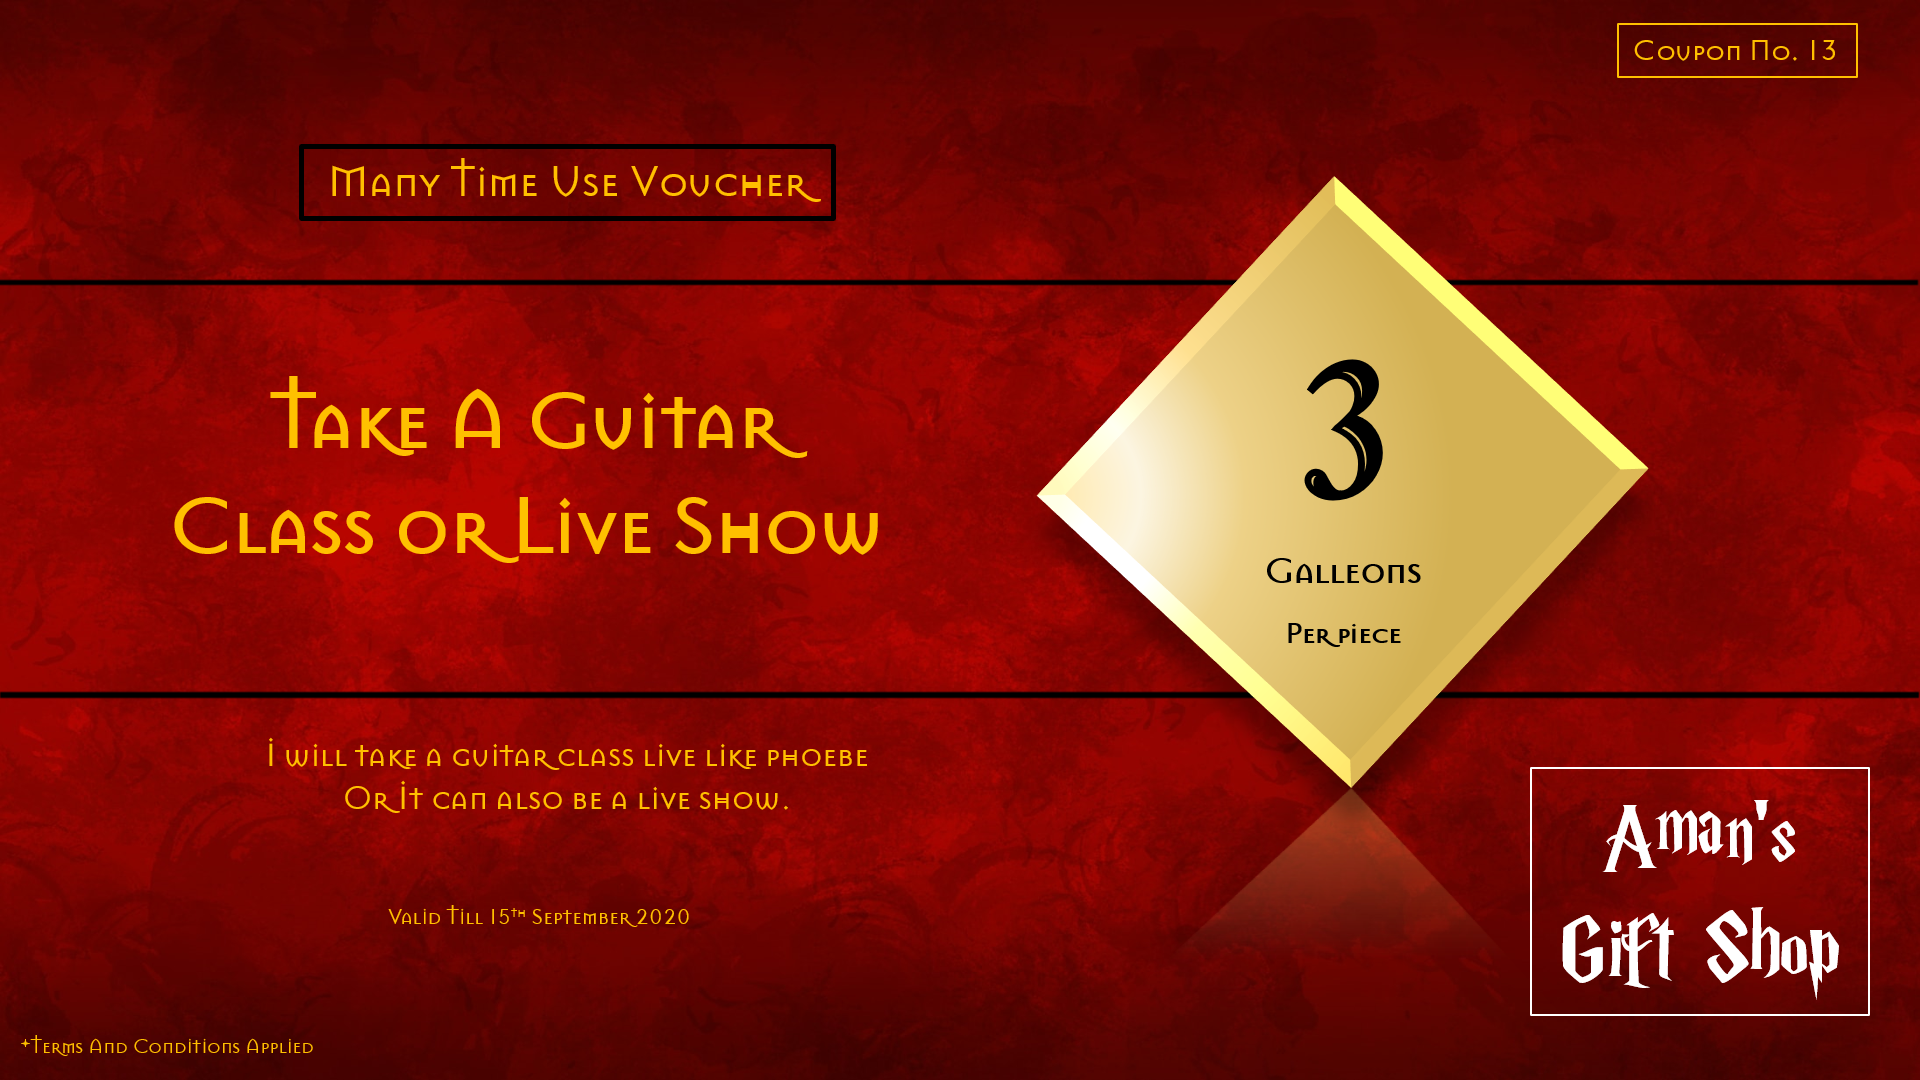 Coupon No. 13
Many Time Use Voucher
Take A Guitar
Class or Live Show
3
Galleons
Per piece
I will take a guitar class live like phoebe
Or It can also be a live show.
Valid Till 15th September 2020
Aman's
Gift Shop
*Terms And Conditions Applied